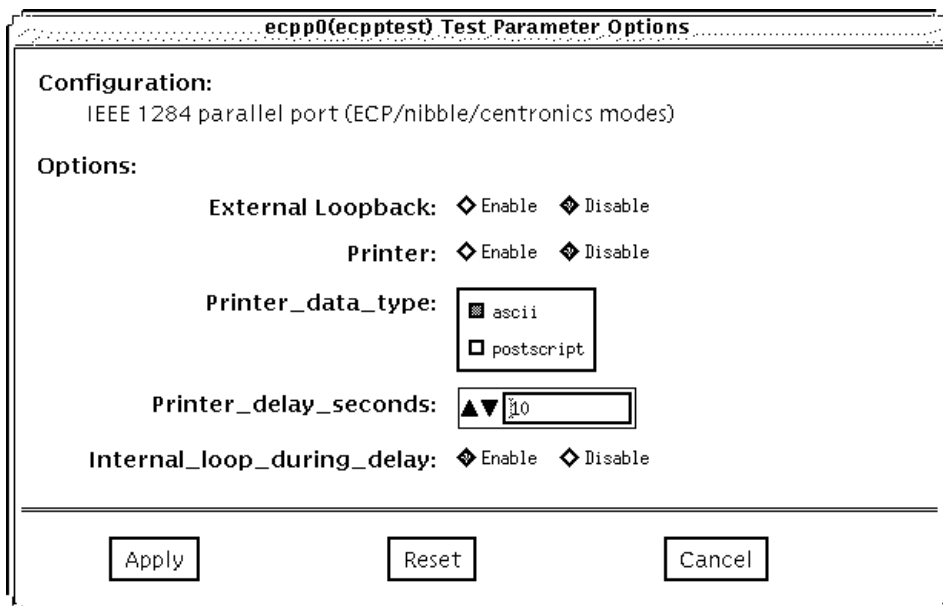 ecpp0(ecpptest) Test Parameter Options
Configuration:
IEEE 1284 parallel port (ECP/nibble/centronics modes)
Options:
External Loopback: Enable Disable
Printer: Enable Disable
Printer_data_type: ascii
postscript
Printer_delay_seconds: 10
Internal_loop_during_delay: Enable Disable
Apply Reset Cancel